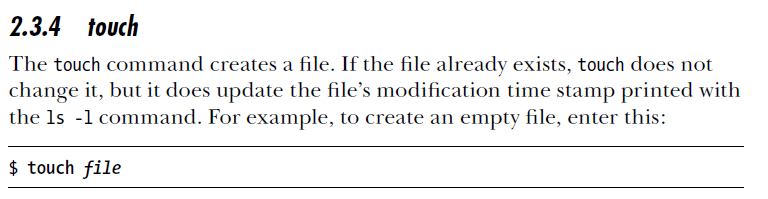 2.3.4 touch
The touch command creates a file. If the file already exists, touch does not
change it, but it does update the file's modification time stamp printed with
the ls -l command. For example, to create an empty file, enter this:
$ touch file